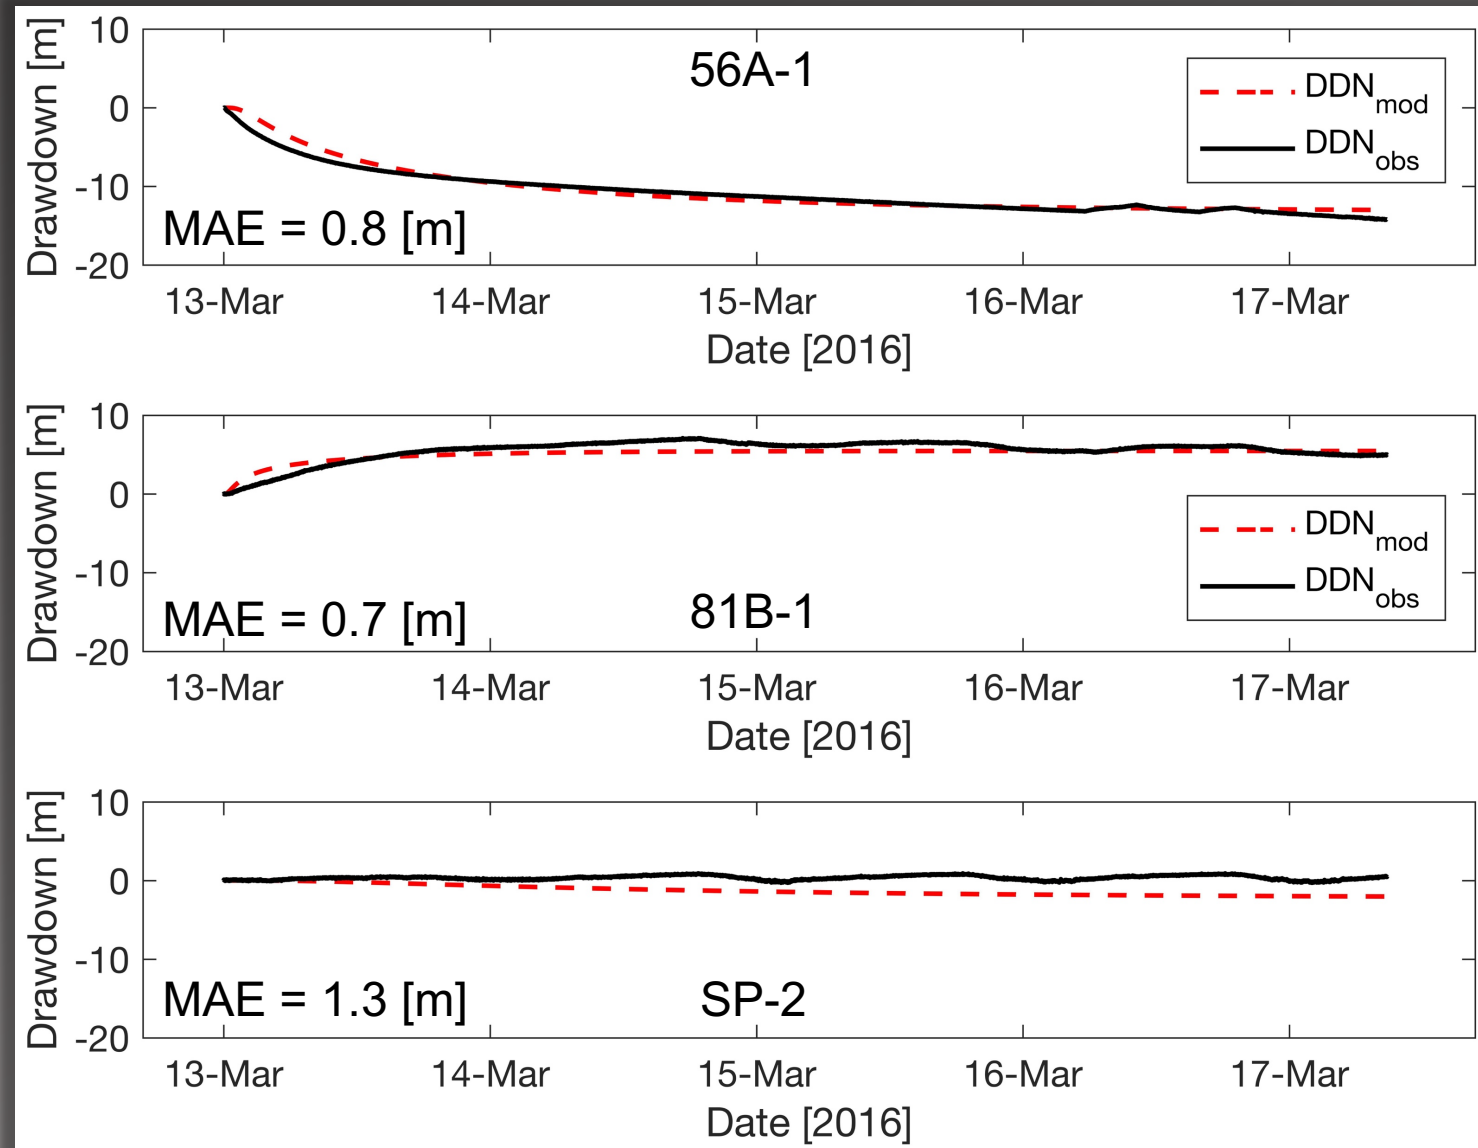 56A-1
Drawdown [m]
10
0
-10
-20
DDNmod
DDNobs
MAE = 0.8 [m]
13-Mar 14-Mar 15-Mar 16-Mar 17-Mar
Date [2016]
Drawdown [m]
10
0
-10
-20
DDNmod
DDNobs
MAE = 0.7 [m]
81B-1
13-Mar 14-Mar 15-Mar 16-Mar 17-Mar
Date [2016]
Drawdown [m]
10
0
-10
-20
MAE = 1.3 [m]
SP-2
13-Mar 14-Mar 15-Mar 16-Mar 17-Mar
Date [2016]